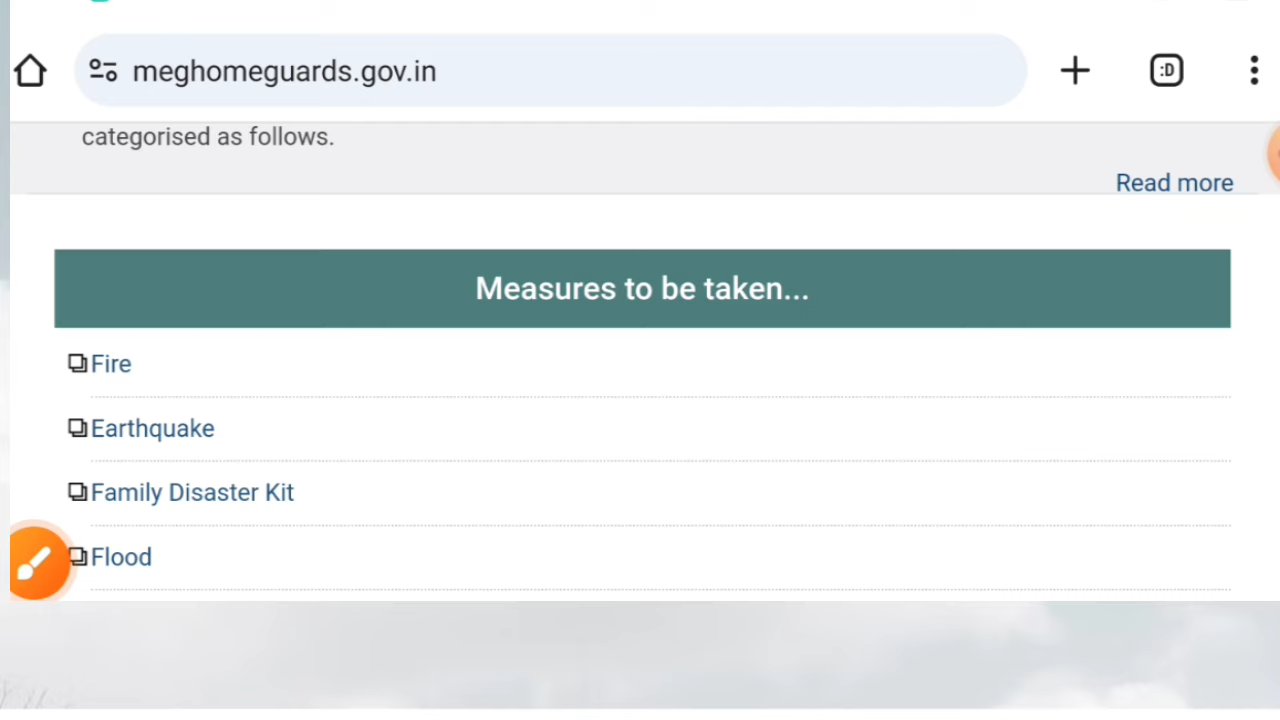 meghomeguards.gov.in
:D
categorised as follows.
Read more
Measures to be taken...
Fire
Earthquake
Family Disaster Kit
Flood